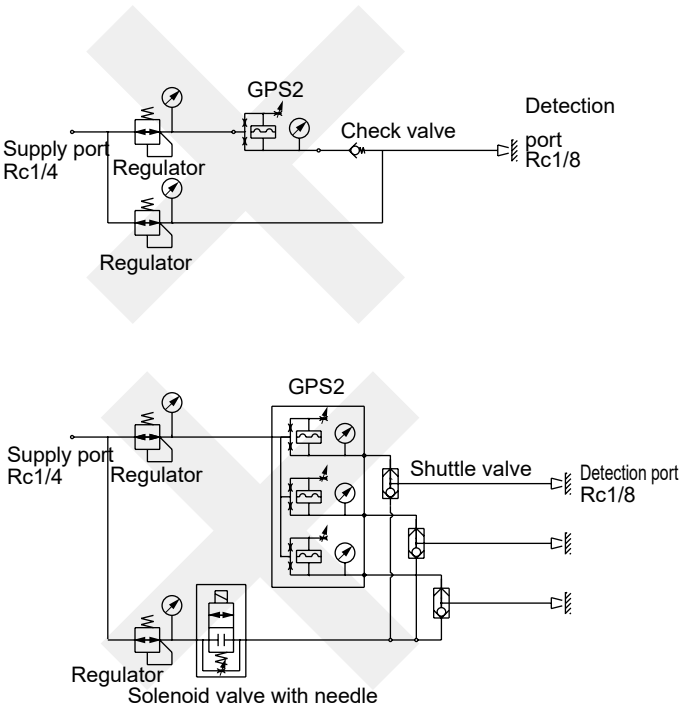 GPS2
Detection
port
Rc1/8
Check valve
Supply port
Rc1/4
Regulator
Regulator
GPS2
Supply port
Rc1/4
Regulator
Shuttle valve
Detection port
Rc1/8
Regulator
Solenoid valve with needle